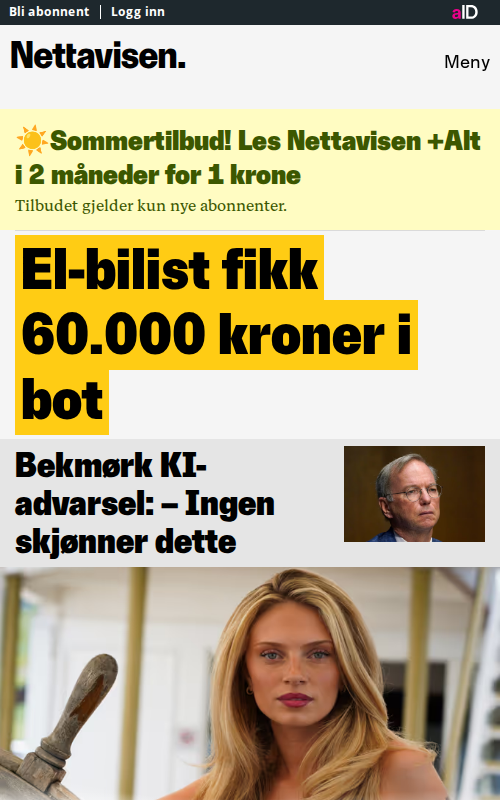 Bli abonnent | Logg inn
aID
Nettavisen.
Meny
Sommertilbud! Les Nettavisen +Alt
i 2 måneder for 1 krone
Tilbudet gjelder kun nye abonnenter.
El-bilist fikk
60.000 kroner i
bot
Bekmørk KI-
advarsel: – Ingen
skjønner dette